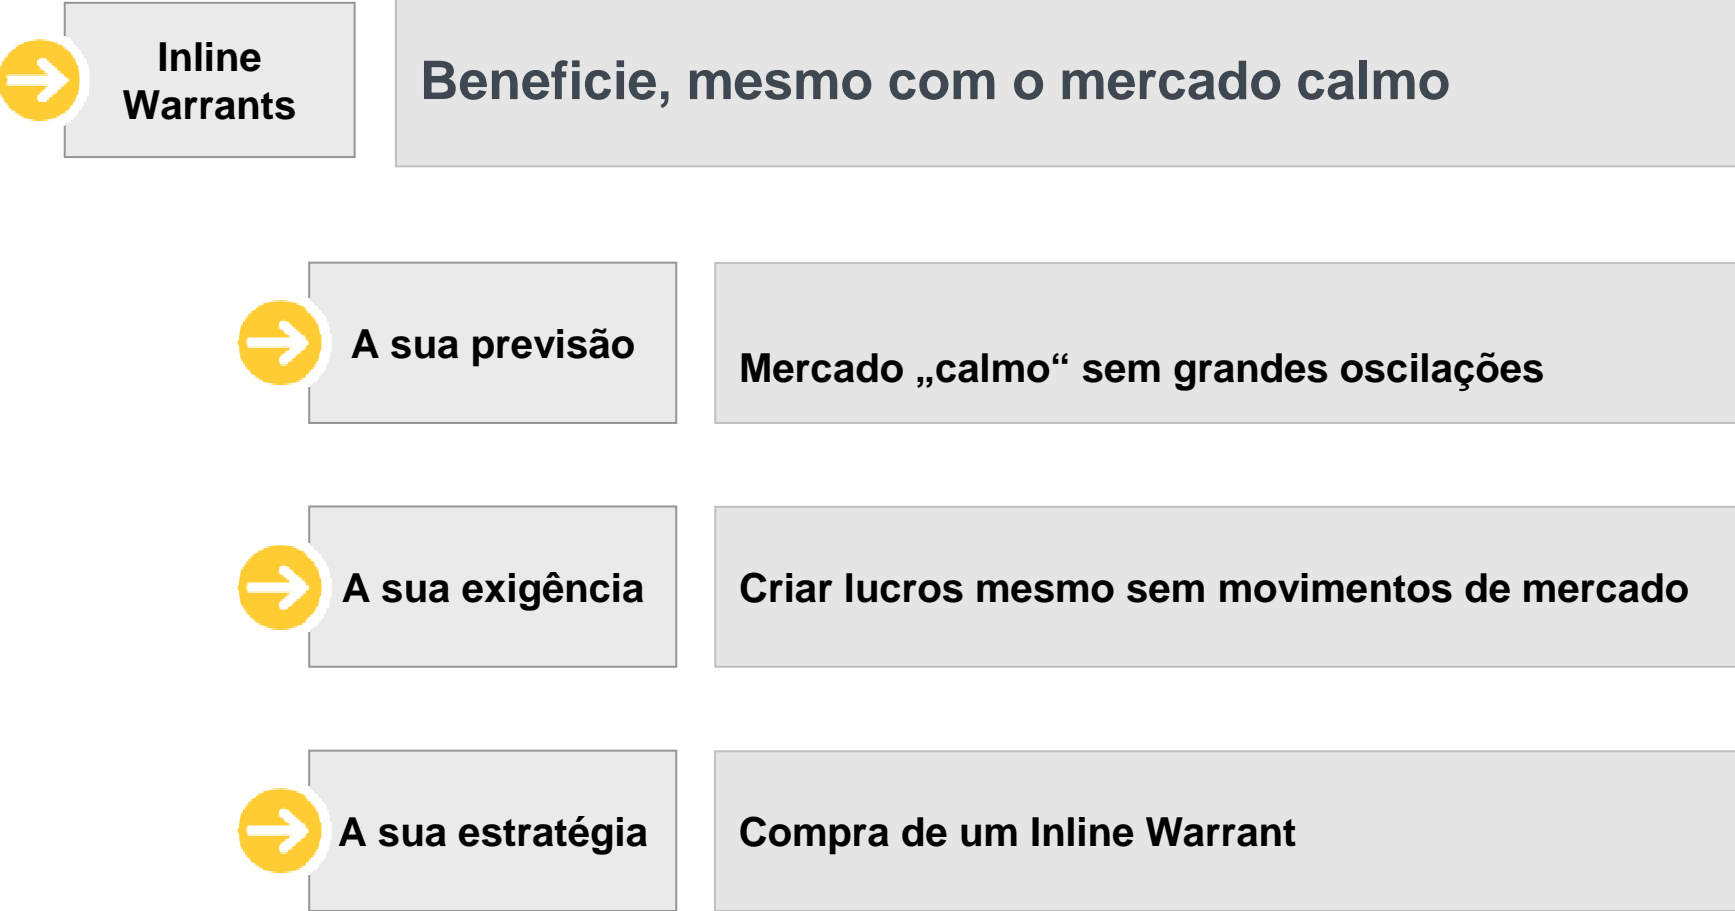 Inline
Warrants
Beneficie, mesmo com o mercado calmo
A sua previsão
Mercado „calmo“ sem grandes oscilações
A sua exigência
Criar lucros mesmo sem movimentos de mercado
A sua estratégia
Compra de um Inline Warrant